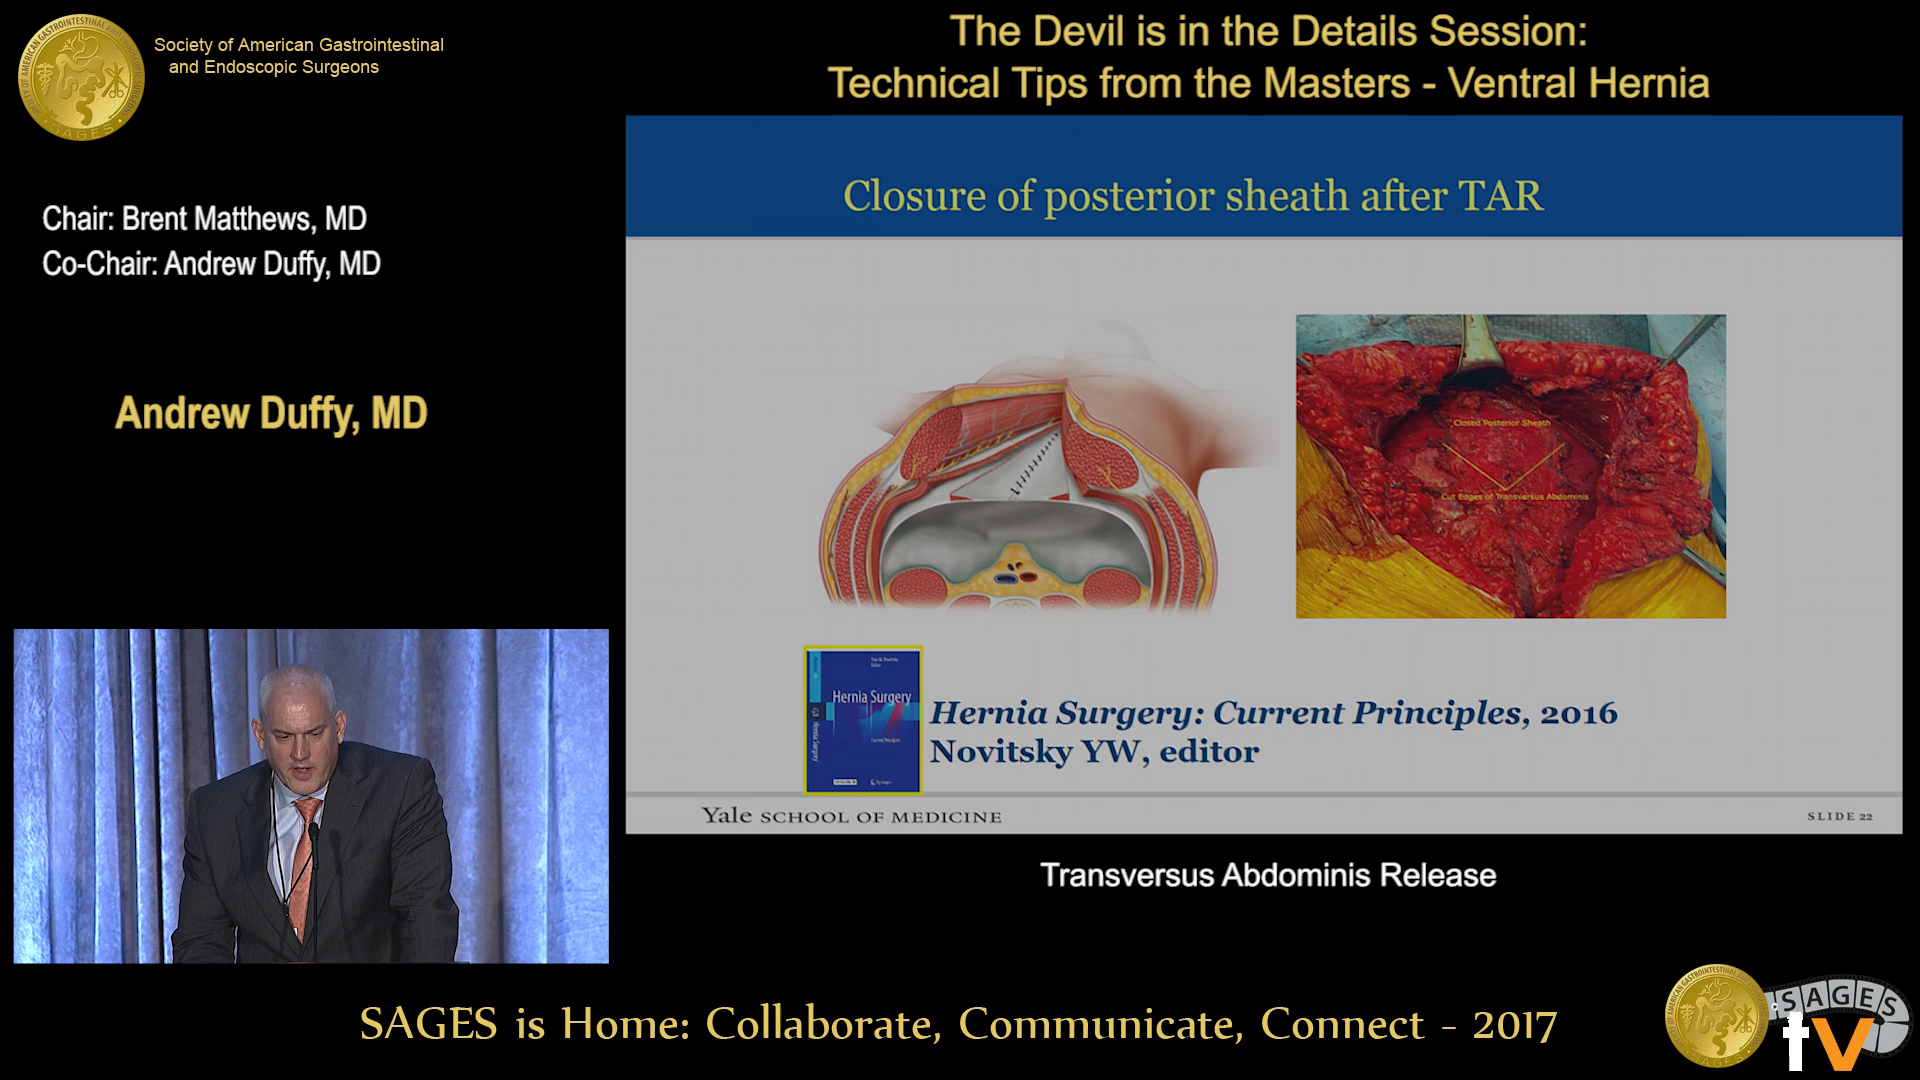 Society of American Gastrointestinal
and Endoscopic Surgeons
The Devil is in the Details Session:
Technical Tips from the Masters - Ventral Hernia
Chair: Brent Matthews, MD
Co-Chair: Andrew Duffy, MD
Andrew Duffy, MD
Closure of posterior sheath after TAR
Closed Posterior Sheath
Cut Edges of Transversus Abdominis
Hernia Surgery
Hernia Surgery: Current Principles, 2016
Novitsky YW, editor
Yale SCHOOL OF MEDICINE
SLIDE 22
Transversus Abdominis Release
SAGES is Home: Collaborate, Communicate, Connect - 2017
SAGES
tv